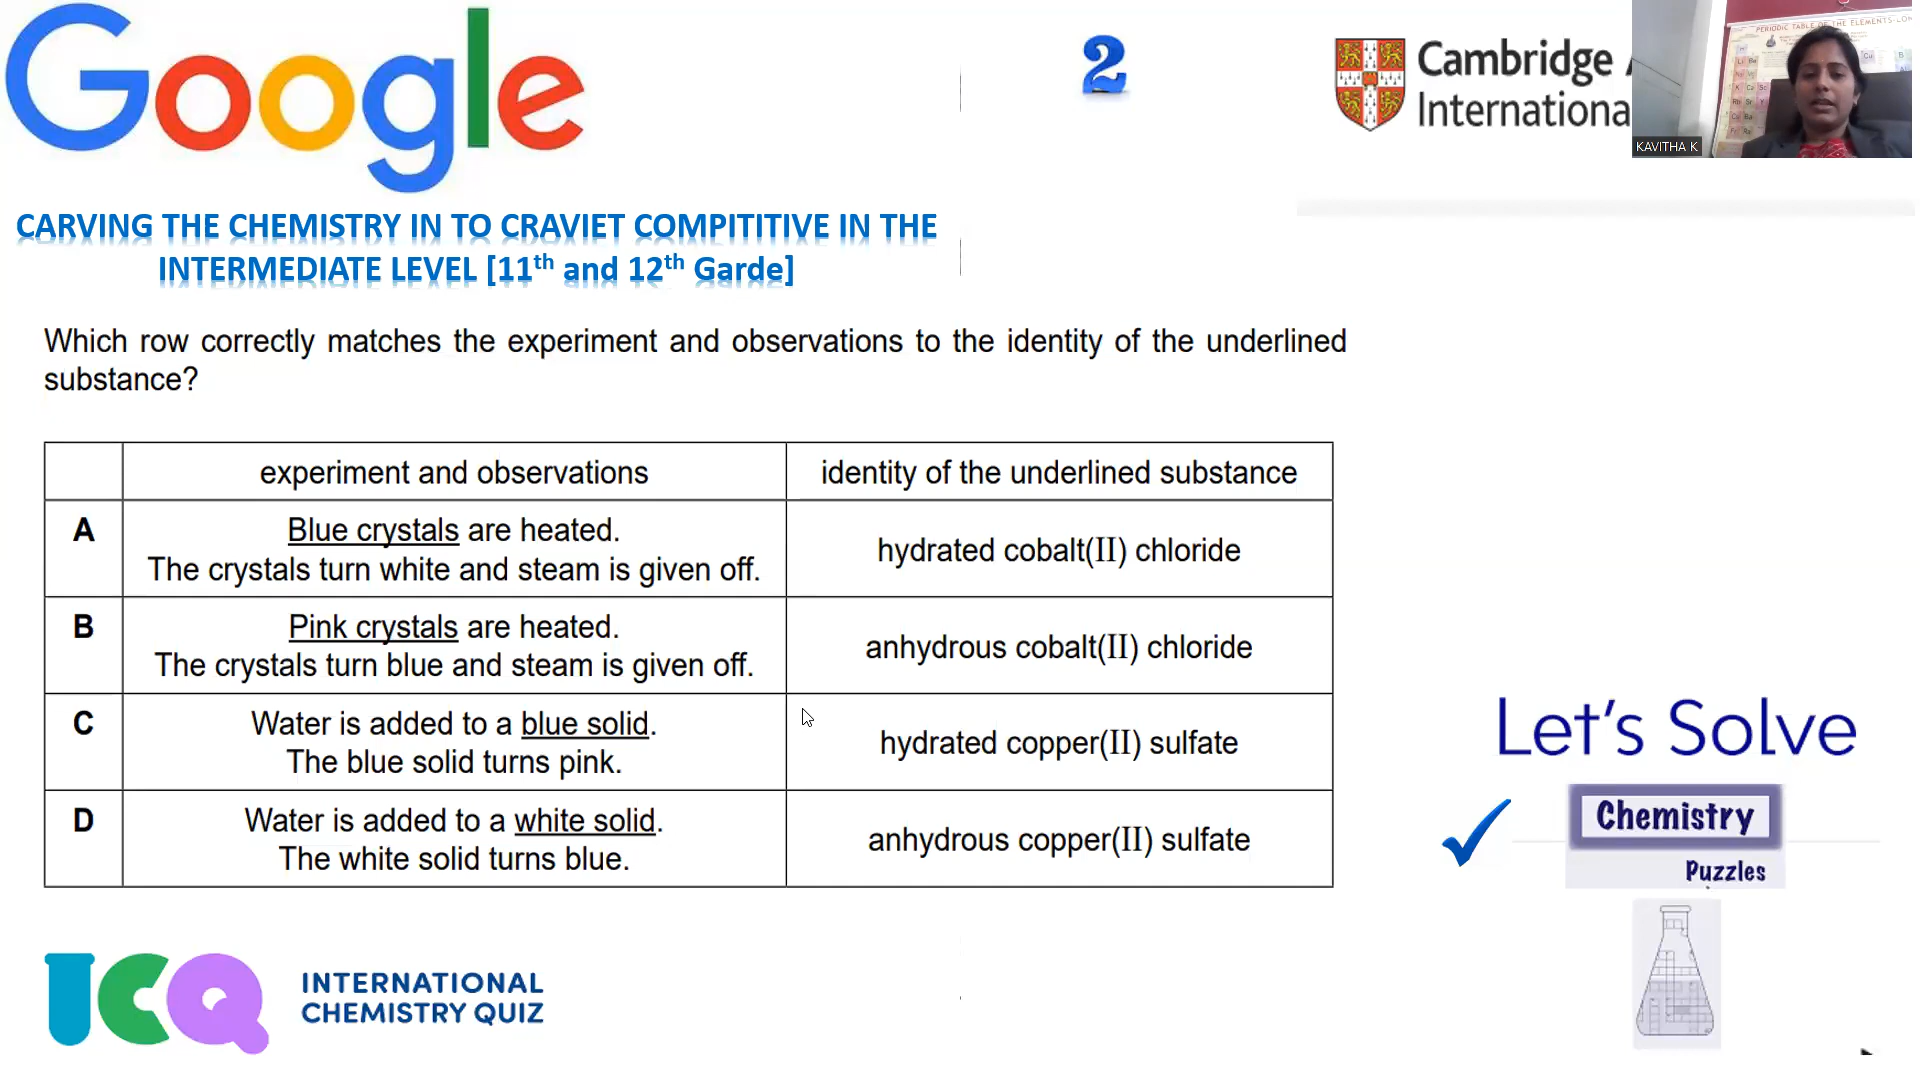 Google
2
Cambridge
International
PERIODIC TABLE OF THE ELEMENTS
KAVITHA K
CARVING THE CHEMISTRY IN TO CRAVIET COMPITITIVE IN THE
INTERMEDIATE LEVEL [11th and 12th Garde]
Which row correctly matches the experiment and observations to the identity of the underlined
substance?
experiment and observations
identity of the underlined substance
A
Blue crystals are heated.
The crystals turn white and steam is given off.
hydrated cobalt(II) chloride
B
Pink crystals are heated.
The crystals turn blue and steam is given off.
anhydrous cobalt(II) chloride
C
Water is added to a blue solid.
The blue solid turns pink.
hydrated copper(II) sulfate
D
Water is added to a white solid.
The white solid turns blue.
anhydrous copper(II) sulfate
Let's Solve
Chemistry
Puzzles
ICQ
INTERNATIONAL
CHEMISTRY QUIZ